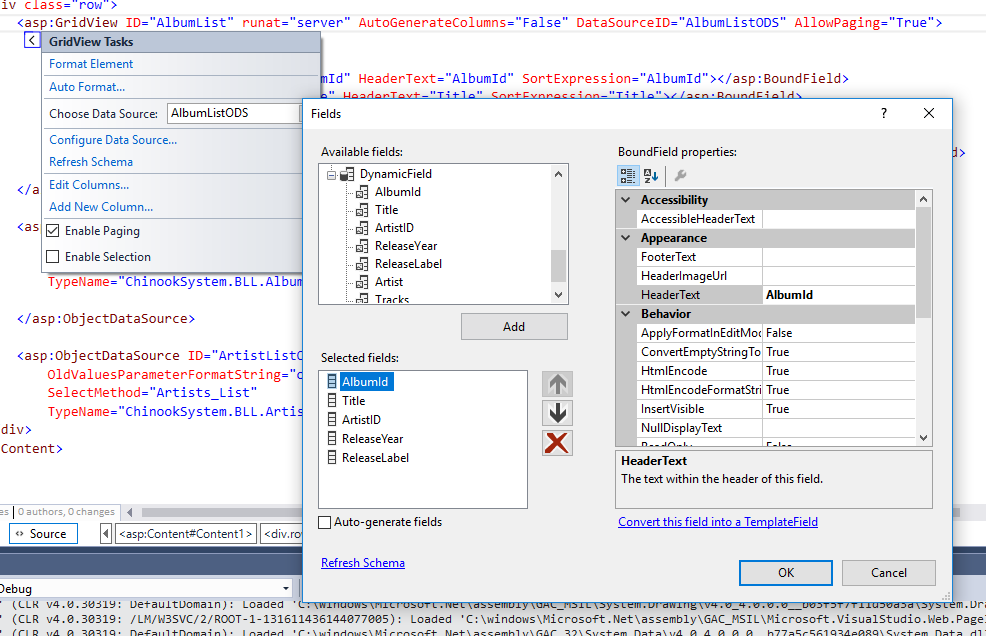 iv class="row">
<asp:GridView ID="AlbumList" runat="server" AutoGenerateColumns="False" DataSourceID="AlbumListODS" AllowPaging="True">
GridView Tasks
Format Element
Auto Format...
Choose Data Source: AlbumListODS
Configure Data Source...
Refresh Schema
Edit Columns...
Add New Column...
Enable Paging
Enable Selection
mId" HeaderText="AlbumId" SortExpression="AlbumId"></asp:BoundField>
" HeaderText="Title" SortExpression="Title"></asp:BoundField>
d>
</a
<as
TypeName="ChinookSystem.BLL.Album
</asp:ObjectDataSource>
<asp:ObjectDataSource ID="ArtistListO
OldValuesParameterFormatString="o
SelectMethod="Artists_List"
TypeName="ChinookSystem.BLL.Artis
div>
Content>
Fields
?
Available fields:
DynamicField
AlbumId
Title
ArtistID
ReleaseYear
ReleaseLabel
Artist
Tracks
Add
Selected fields:
AlbumId
Title
ArtistID
ReleaseYear
ReleaseLabel
Auto-generate fields
Refresh Schema
BoundField properties:
Accessibility
AccessibleHeaderText
Appearance
FooterText
HeaderImageUrl
HeaderText AlbumId
Behavior
ApplyFormatInEditMod False
ConvertEmptyStringTo True
HtmlEncode True
HtmlEncodeFormatStri True
InsertVisible True
NullDisplayText
ReadOnly False
HeaderText
The text within the header of this field.
Convert this field into a TemplateField
OK
Cancel
es | 0 authors, 0 changes
Source
<asp:Content#Content1>
<div.ro
Debug
' (CLR v4.0.30319: DefaultDomain): Loaded 'C:\windows\Microsoft.Net\assembly\GAC_MSIL\System.Drawing\v4.0_4.0.0.0__b03f5f7f11d50a3a\System.Dra
' (CLR v4.0.30319: /LM/W3SVC/2/ROOT-1-131611436144077005): Loaded 'C:\windows\Microsoft.Net\assembly\GAC_MSIL\Microsoft.VisualStudio.Web.Page
' (CLR v4.0.30319: DefaultDomain): Loaded 'C:\windows\Microsoft.Net\assembly\GAC_32\System.Data\v4.0_4.0.0.0__b77a5c561934e089\System.Data.dl